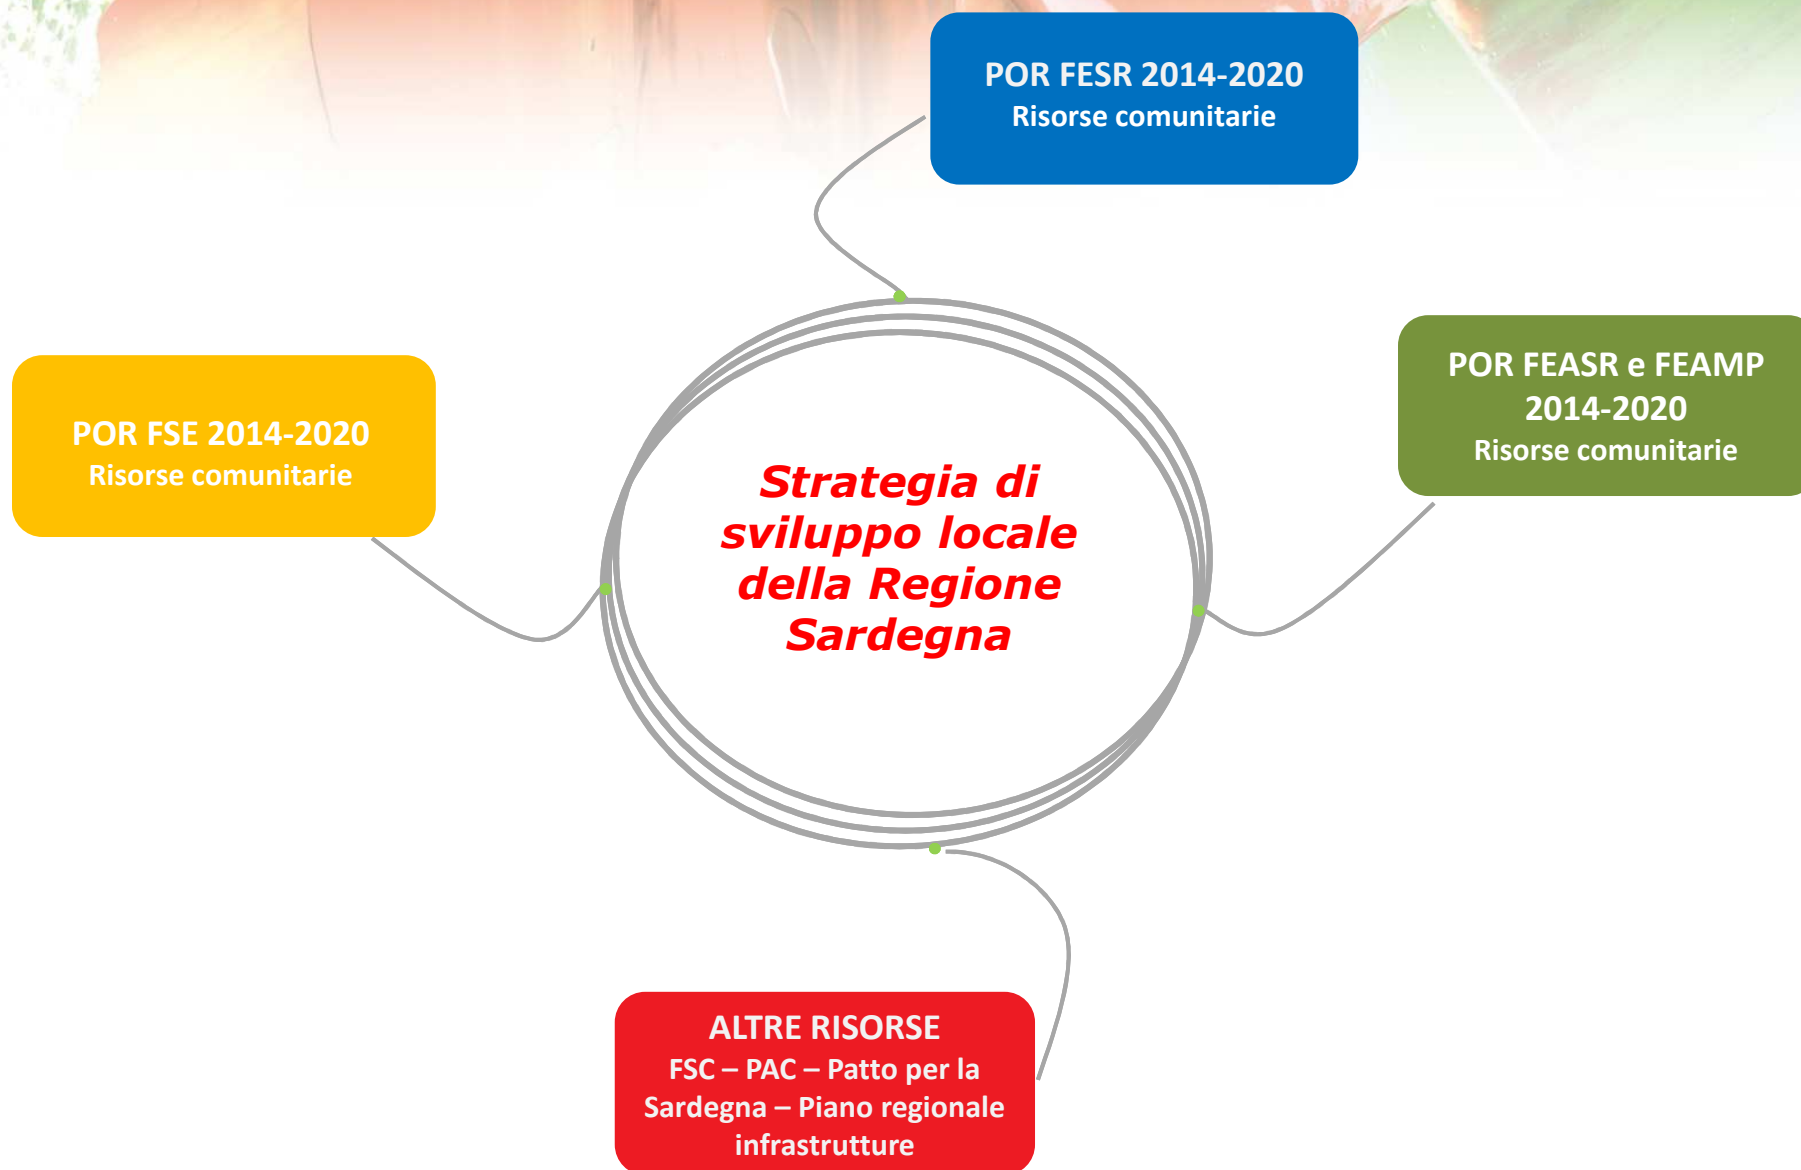 POR FESR 2014-2020
Risorse comunitarie
POR FEASR e FEAMP
2014-2020
Risorse comunitarie
POR FSE 2014-2020
Risorse comunitarie
Strategia di
sviluppo locale
della Regione
Sardegna
ALTRE RISORSE
FSC – PAC – Patto per la
Sardegna – Piano regionale
infrastrutture